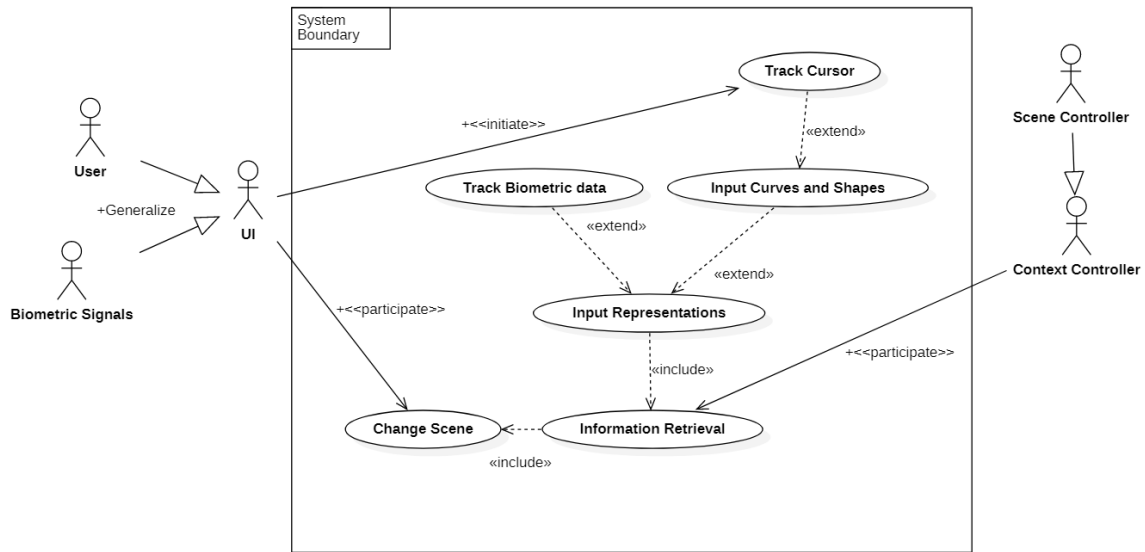 System
Boundary
Track Cursor
Scene Controller
+<<initiate>>
«extend»
User
Track Biometric data
Input Curves and Shapes
+Generalize
UI
«extend»
«extend»
Context Controller
Biometric Signals
+<<participate>>
Input Representations
+<<participate>>
«include»
Change Scene
Information Retrieval
«include»